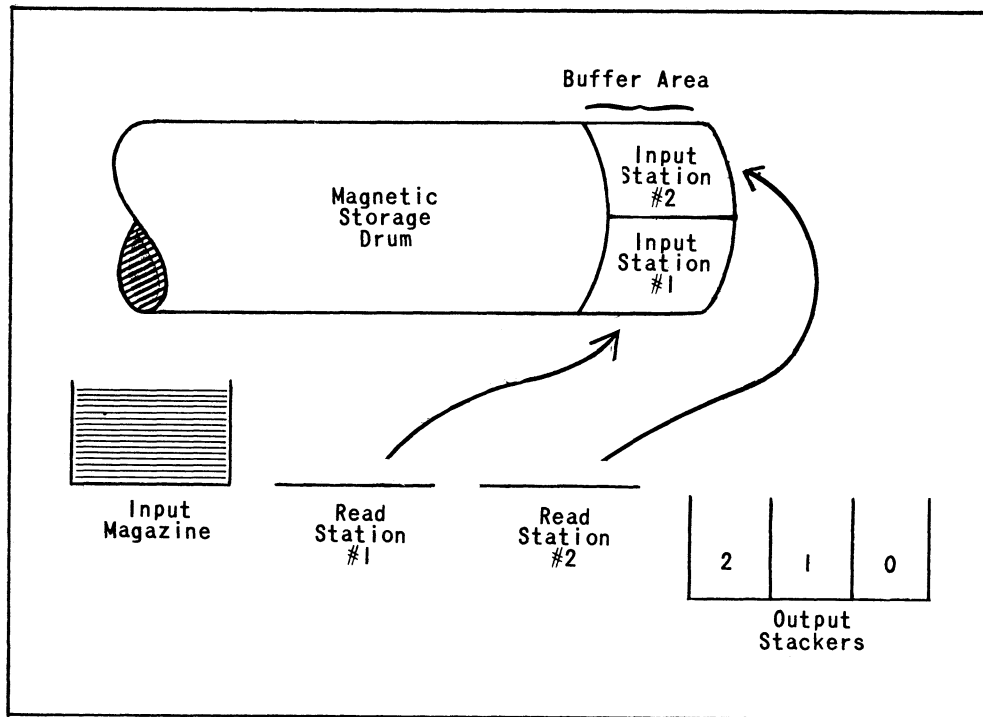 Buffer Area
Input
Station
#2
Magnetic
Storage
Drum
Input
Station
#1
Input
Magazine
Read
Station
#1
Read
Station
#2
2 1 0
Output
Stackers